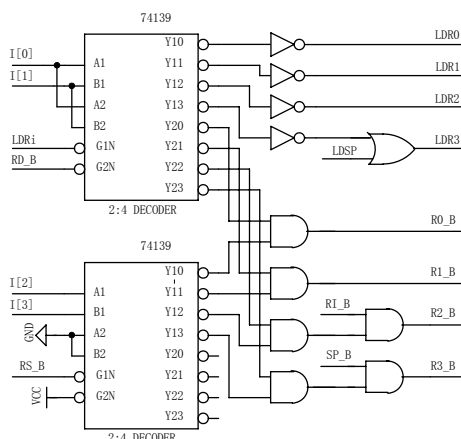 74139
I[0]
I[1]
LDRi
RD_B
A1
B1
A2
B2
G1N
G2N
Y10
Y11
Y12
Y13
Y20
Y21
Y22
Y23
2:4 DECODER
LDR0
LDR1
LDR2
LDR3
LDSP
R0_B
R1_B
RI_B
R2_B
SP_B
R3_B
74139
I[2]
I[3]
GND
RS_B
VCC
A1
B1
A2
B2
G1N
G2N
Y10
Y11
Y12
Y13
Y20
Y21
Y22
Y23
2:4 DECODER